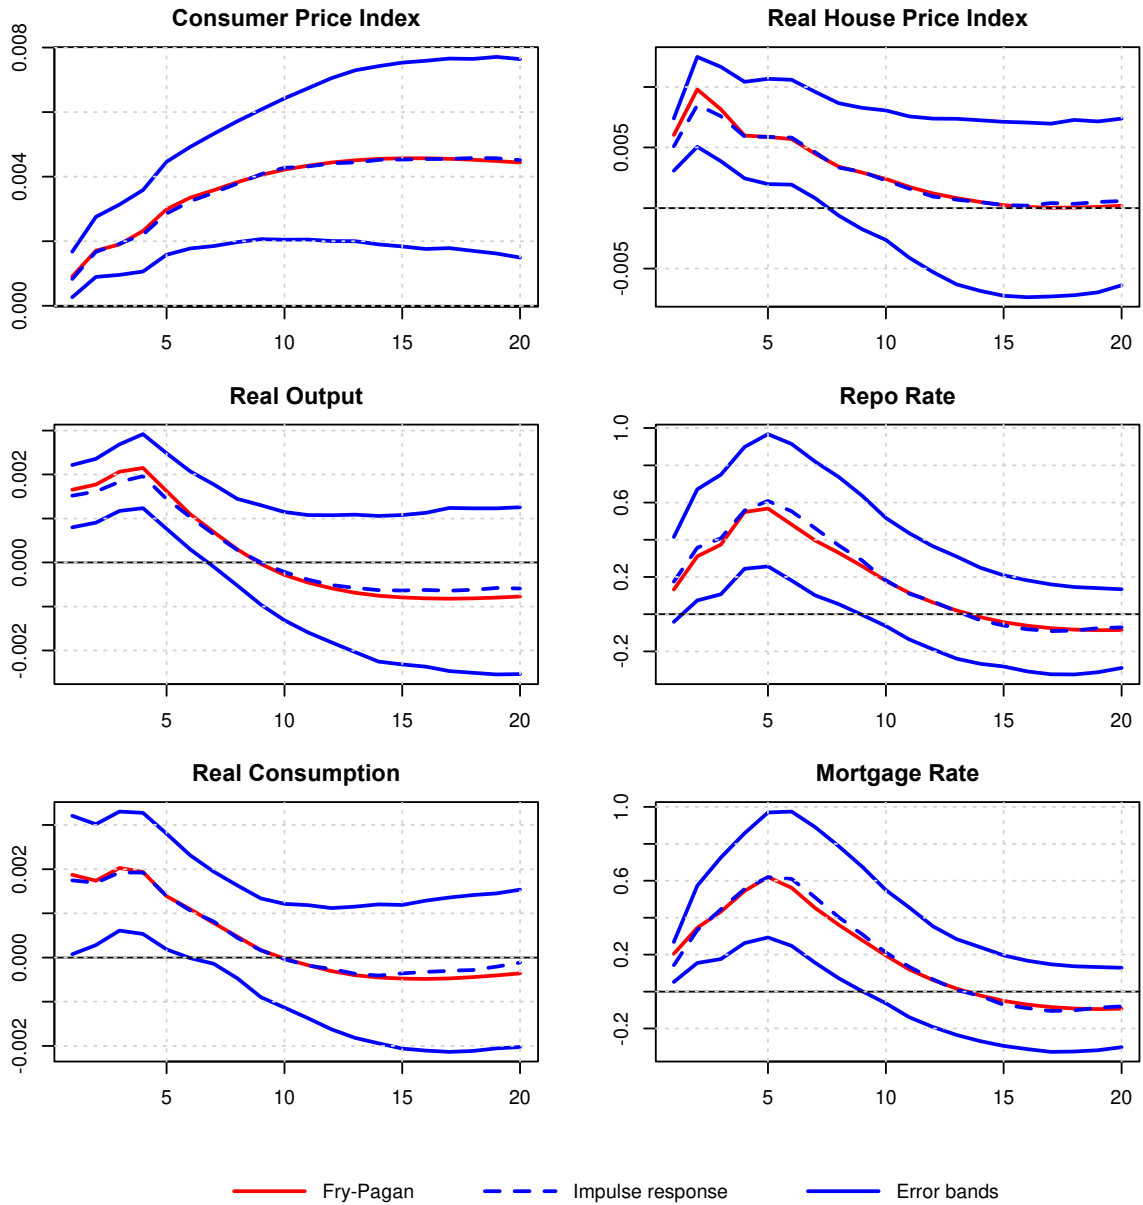 Consumer Price Index
0.008
0.004
0.000
5 10 15 20
Real House Price Index
0.005
-0.005
5 10 15 20
Real Output
0.002
0.000
-0.002
5 10 15 20
Repo Rate
1.0
0.6
0.2
-0.2
5 10 15 20
Real Consumption
0.002
0.000
-0.002
5 10 15 20
Mortgage Rate
1.0
0.6
0.2
-0.2
5 10 15 20
Fry-Pagan Impulse response Error bands